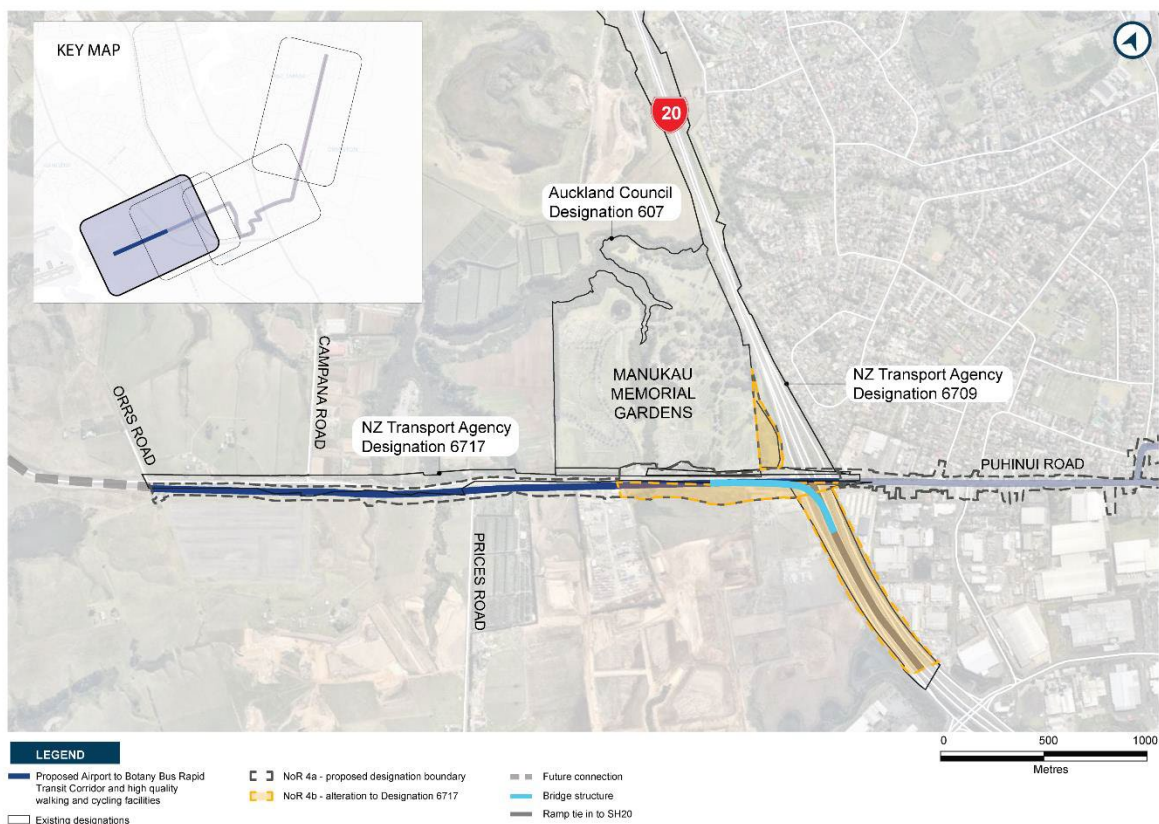 KEY MAP
20
Auckland Council
Designation 607
CAMPANA ROAD
ORRS ROAD
MANUKAU
MEMORIAL
GARDENS
NZ Transport Agency
Designation 6709
NZ Transport Agency
Designation 6717
PUHINUI ROAD
PRICES ROAD
0 500 1000
Metres
LEGEND
Proposed Airport to Botany Bus Rapid
Transit Corridor and high quality
walking and cycling facilities
Existing designations
NoR 4a - proposed designation boundary
NoR 4b - alteration to Designation 6717
Future connection
Bridge structure
Ramp tie in to SH20